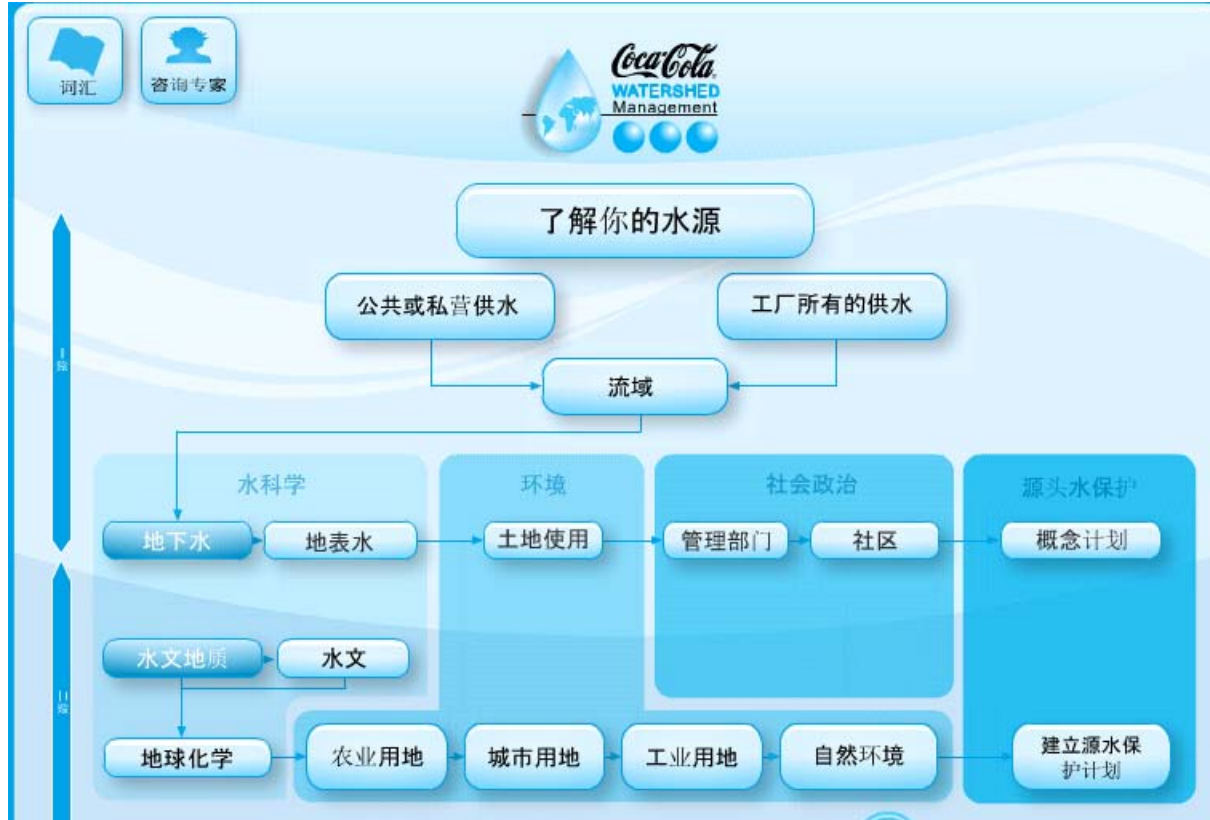 词汇
咨询专家
Coca-Cola
WATERSHED
Management
了解你的水源
公共或私营供水
工厂所有的供水
流域
水科学
环境
社会政治
源头水保护
地下水
地表水
土地使用
管理部门
社区
概念计划
水文地质
水文
地球化学
农业用地
城市用地
工业用地
自然环境
建立源水保
护计划